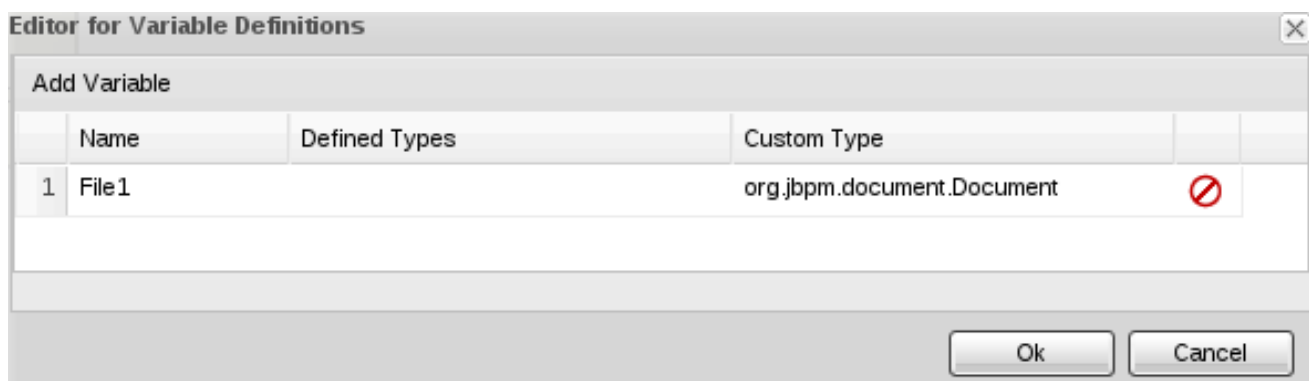 Editor for Variable Definitions
Add Variable
Name Defined Types Custom Type
1 File1 org.jbpm.document.Document
Ok Cancel